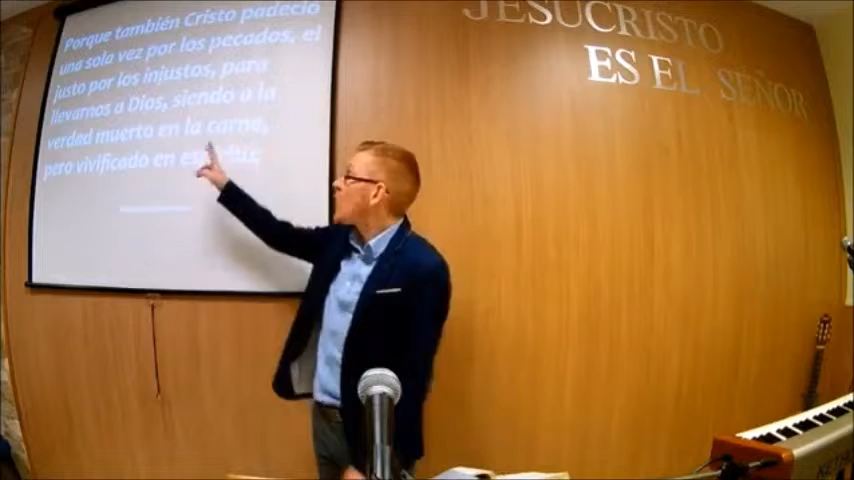 Porque también Cristo padeció
una sola vez por los pecados, el
justo por los injustos, para
llevarnos a Dios, siendo a la
verdad muerto en la carne,
pero vivificado en
JESUCRISTO
ES EL SEÑOR